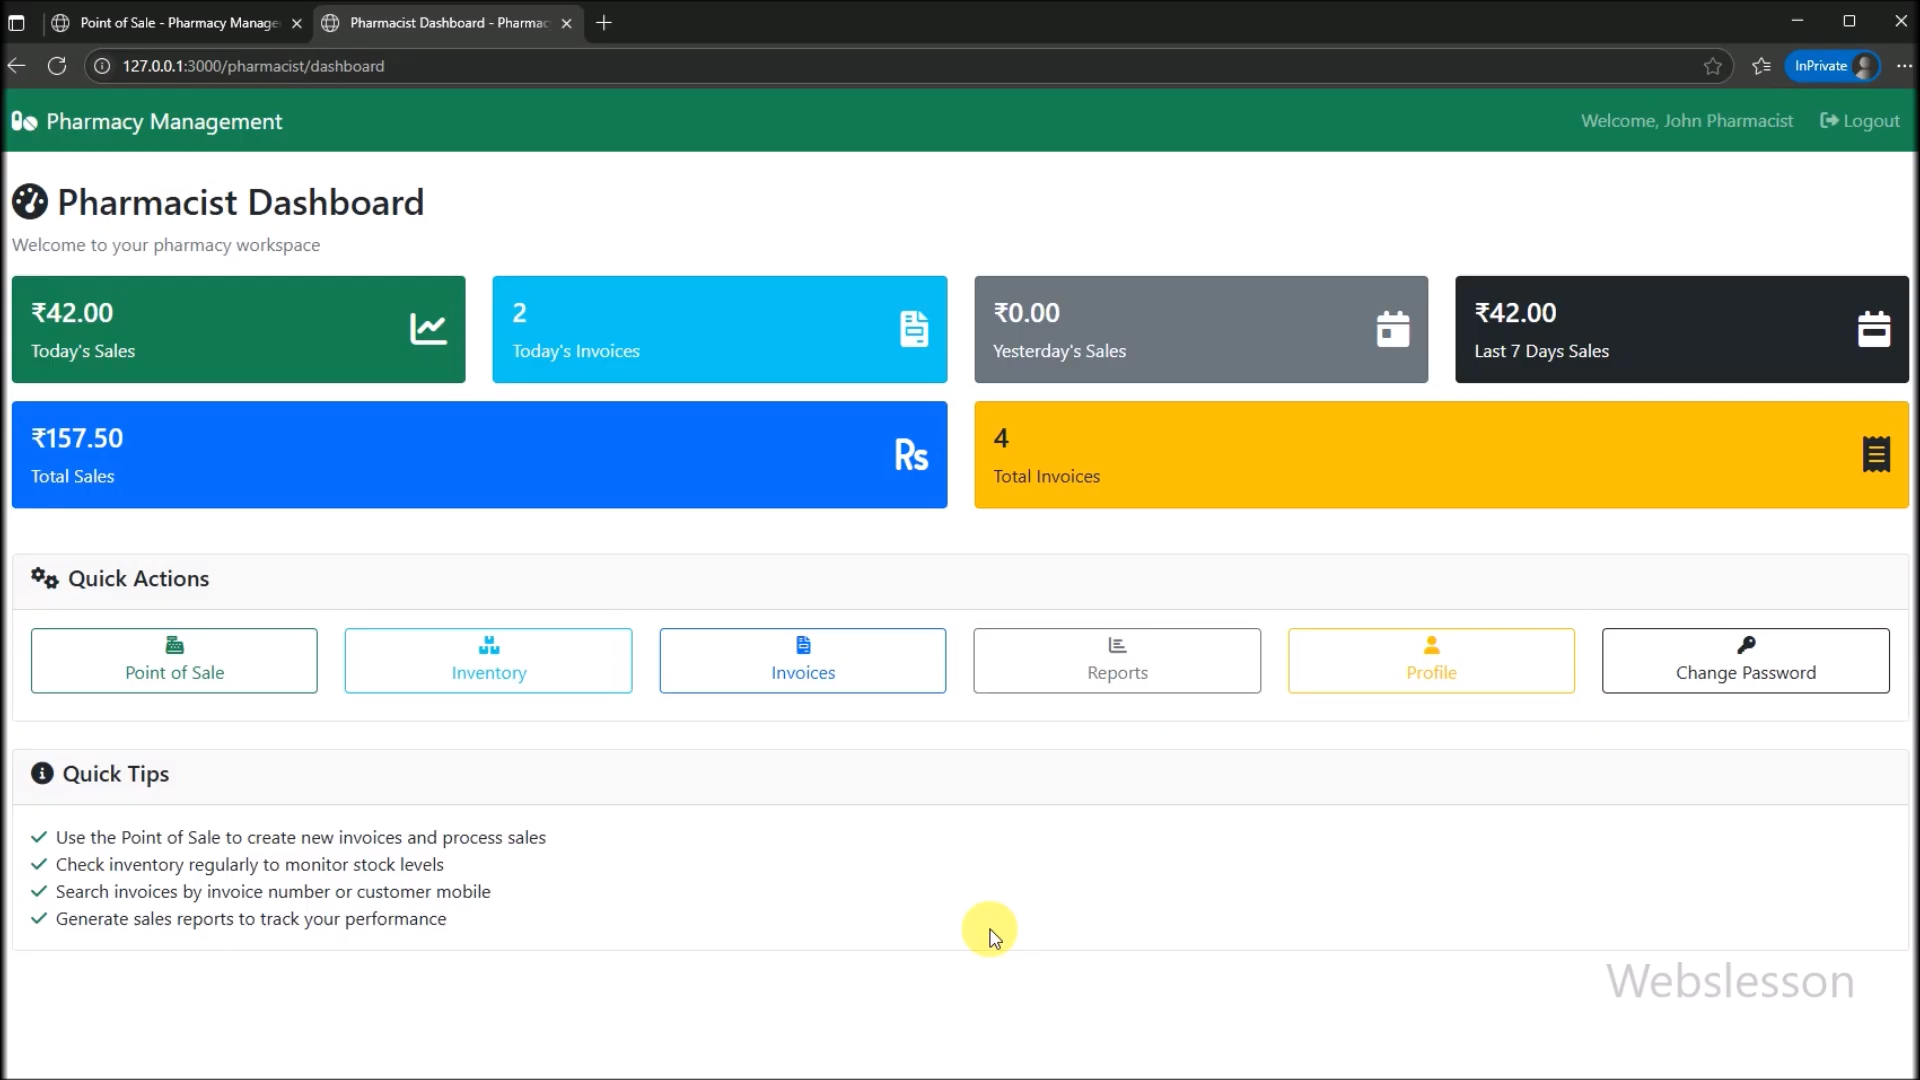 Point of Sale - Pharmacy Manage
Pharmacist Dashboard - Pharmac
127.0.0.1:3000/pharmacist/dashboard
InPrivate
Pharmacy Management
Welcome, John Pharmacist
Logout
Pharmacist Dashboard
Welcome to your pharmacy workspace
₹42.00
Today's Sales
2
Today's Invoices
₹0.00
Yesterday's Sales
₹42.00
Last 7 Days Sales
₹157.50
Total Sales
Rs
4
Total Invoices
Quick Actions
Point of Sale
Inventory
Invoices
Reports
Profile
Change Password
Quick Tips
Use the Point of Sale to create new invoices and process sales
Check inventory regularly to monitor stock levels
Search invoices by invoice number or customer mobile
Generate sales reports to track your performance
Webslesson